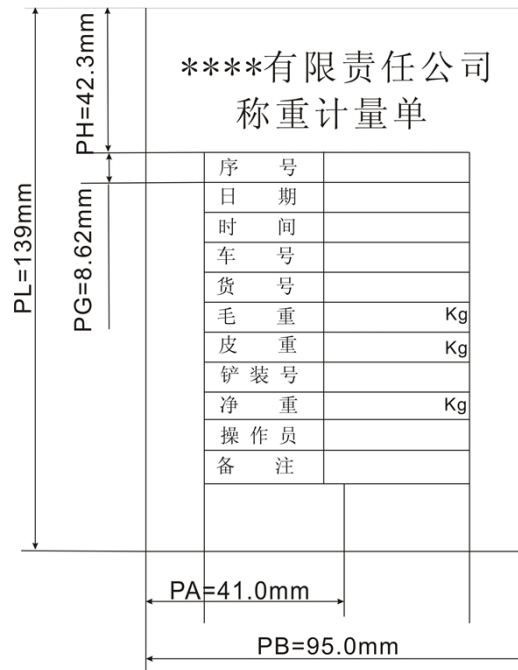 ****有限责任公司
称重计量单
PH=42.3mm
序 号
日 期
时 间
车 号
货 号
毛 重 Kg
皮 重 Kg
铲装号
净 重 Kg
操作员
备 注
PL=139mm
PG=8.62mm
PA=41.0mm
PB=95.0mm